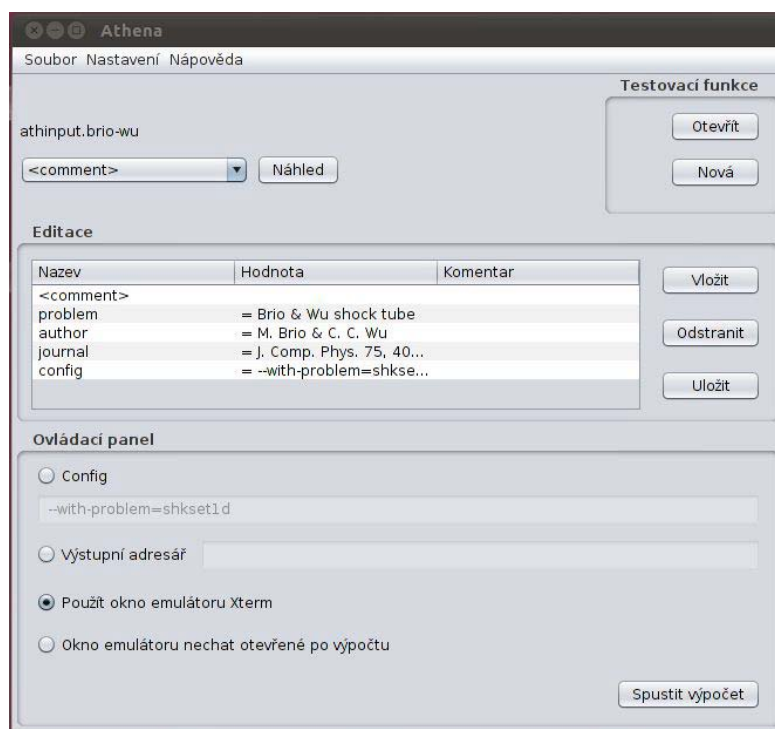 Athena
Soubor Nastavení Nápověda
Testovací funkce
athinput.brio-wu
Otevřít
<comment> Náhled
Nová
Editace
Nazev Hodnota Komentar
<comment>
problem = Brio & Wu shock tube
author = M. Brio & C. C. Wu
journal = J. Comp. Phys. 75, 40...
config = --with-problem=shkse...
Vložit
Odstranit
Uložit
Ovládací panel
Config
--with-problem=shkset1d
Výstupní adresář
Použít okno emulátoru Xterm
Okno emulátoru nechat otevřené po výpočtu
Spustit výpočet